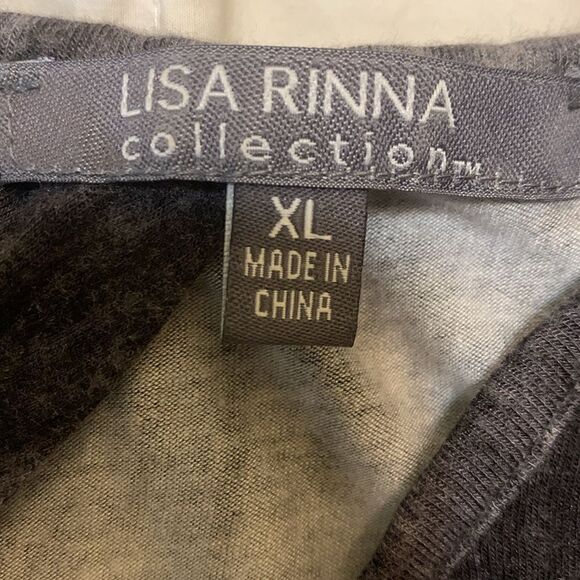 LISA RINNA
collection™
XL
MADE IN
CHINA